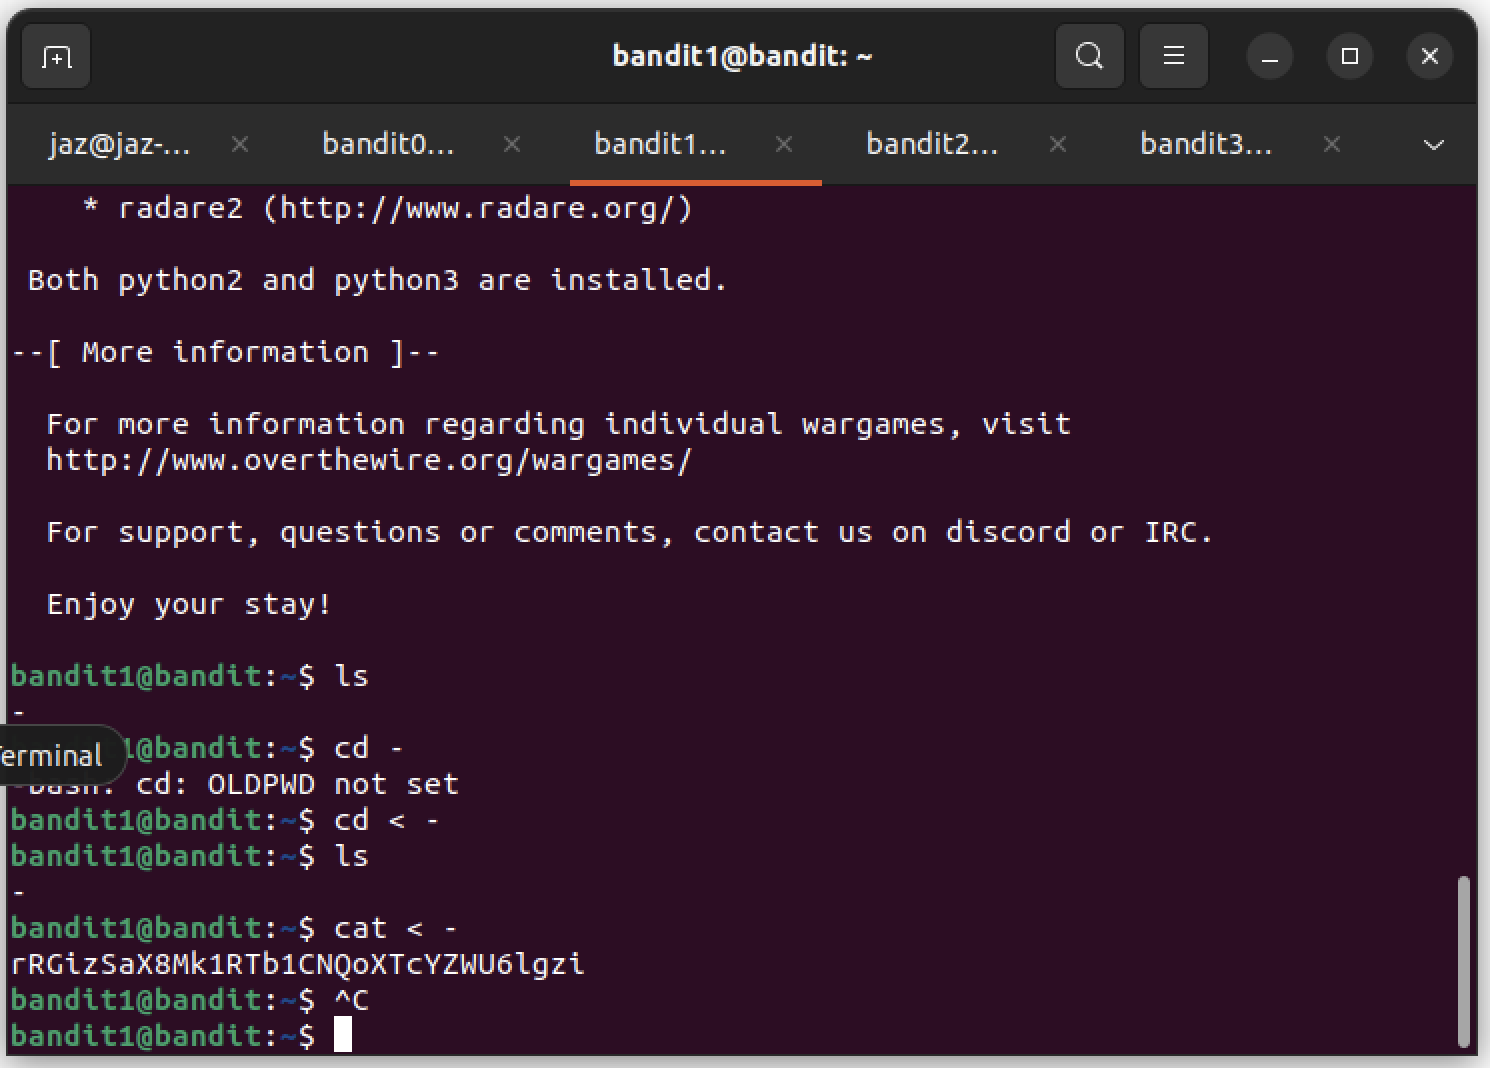 bandit1@bandit: ~
jaz@jaz-...
bandit0...
bandit1...
bandit2...
bandit3...
* radare2 (http://www.radare.org/)
Both python2 and python3 are installed.
--[ More information ]--
For more information regarding individual wargames, visit
http://www.overthewire.org/wargames/
For support, questions or comments, contact us on discord or IRC.
Enjoy your stay!
bandit1@bandit:~$ ls
-
1@bandit:~$ cd -
erminal
-bash: cd: OLDPWD not set
bandit1@bandit:~$ cd < -
bandit1@bandit:~$ ls
-
bandit1@bandit:~$ cat < -
rRGizSaX8Mk1RTb1CNQoXTcYZWU6lgzi
bandit1@bandit:~$ ^C
bandit1@bandit:~$